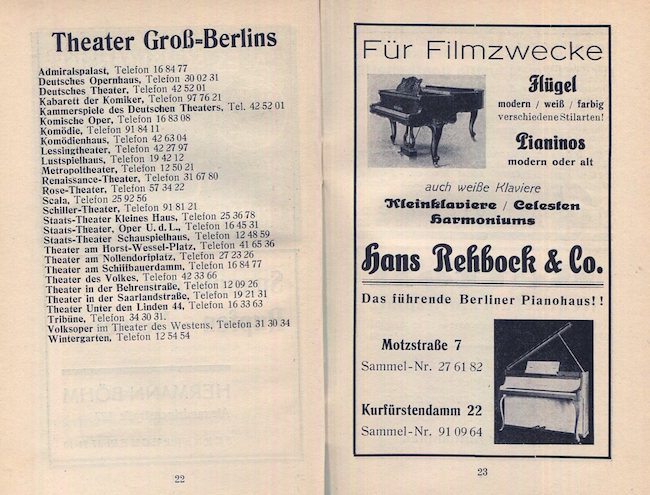 Theater Groß=Berlins
Admiralspalast, Telefon 16 84 77
Deutsches Opernhaus, Telefon 30 02 31
Deutsches Theater, Telefon 42 52 01
Kabarett der Komiker, Telefon 97 76 21
Kammerspiele des Deutschen Theaters, Tel. 42 52 01
Komische Oper, Telefon 16 83 08
Komödie, Telefon 91 84 11
Komödienhaus, Telefon 42 63 04
Lessingtheater, Telefon 42 27 97
Lustspielhaus, Telefon 19 42 12
Metropoltheater, Telefon 12 50 21
Renaissance-Theater, Telefon 31 67 80
Rose-Theater, Telefon 57 34 22
Scala, Telefon 25 92 56
Schiller-Theater, Telefon 91 81 21
Staats-Theater Kleines Haus, Telefon 25 36 78
Staats-Theater, Oper U. d. L., Telefon 16 45 31
Staats-Theater Schauspielhaus, Telefon 12 48 59
Theater am Horst-Wessel-Platz, Telefon 41 65 36
Theater am Nollendorfplatz, Telefon 27 23 26
Theater am Schiffbauerdamm, Telefon 16 84 77
Theater des Volkes, Telefon 42 33 66
Theater in der Behrenstraße, Telefon 12 09 26
Theater in der Saarlandstraße, Telefon 19 21 31
Theater Unter den Linden 44, Telefon 16 33 63
Tribüne, Telefon 34 30 31.
Volksoper im Theater des Westens, Telefon 31 30 34
Wintergarten, Telefon 12 54 54
22
Für Filmzwecke
Flügel
modern / weiß / farbig
verschiedene Stilarten!
Pianinos
modern oder alt
auch weiße Klaviere
Kleinklaviere / Celesten
Harmoniums
Hans Rehbock & Co.
Das führende Berliner Pianohaus!!
Motzstraße 7
Sammel-Nr. 27 61 82
Kurfürstendamm 22
Sammel-Nr. 91 09 64
23